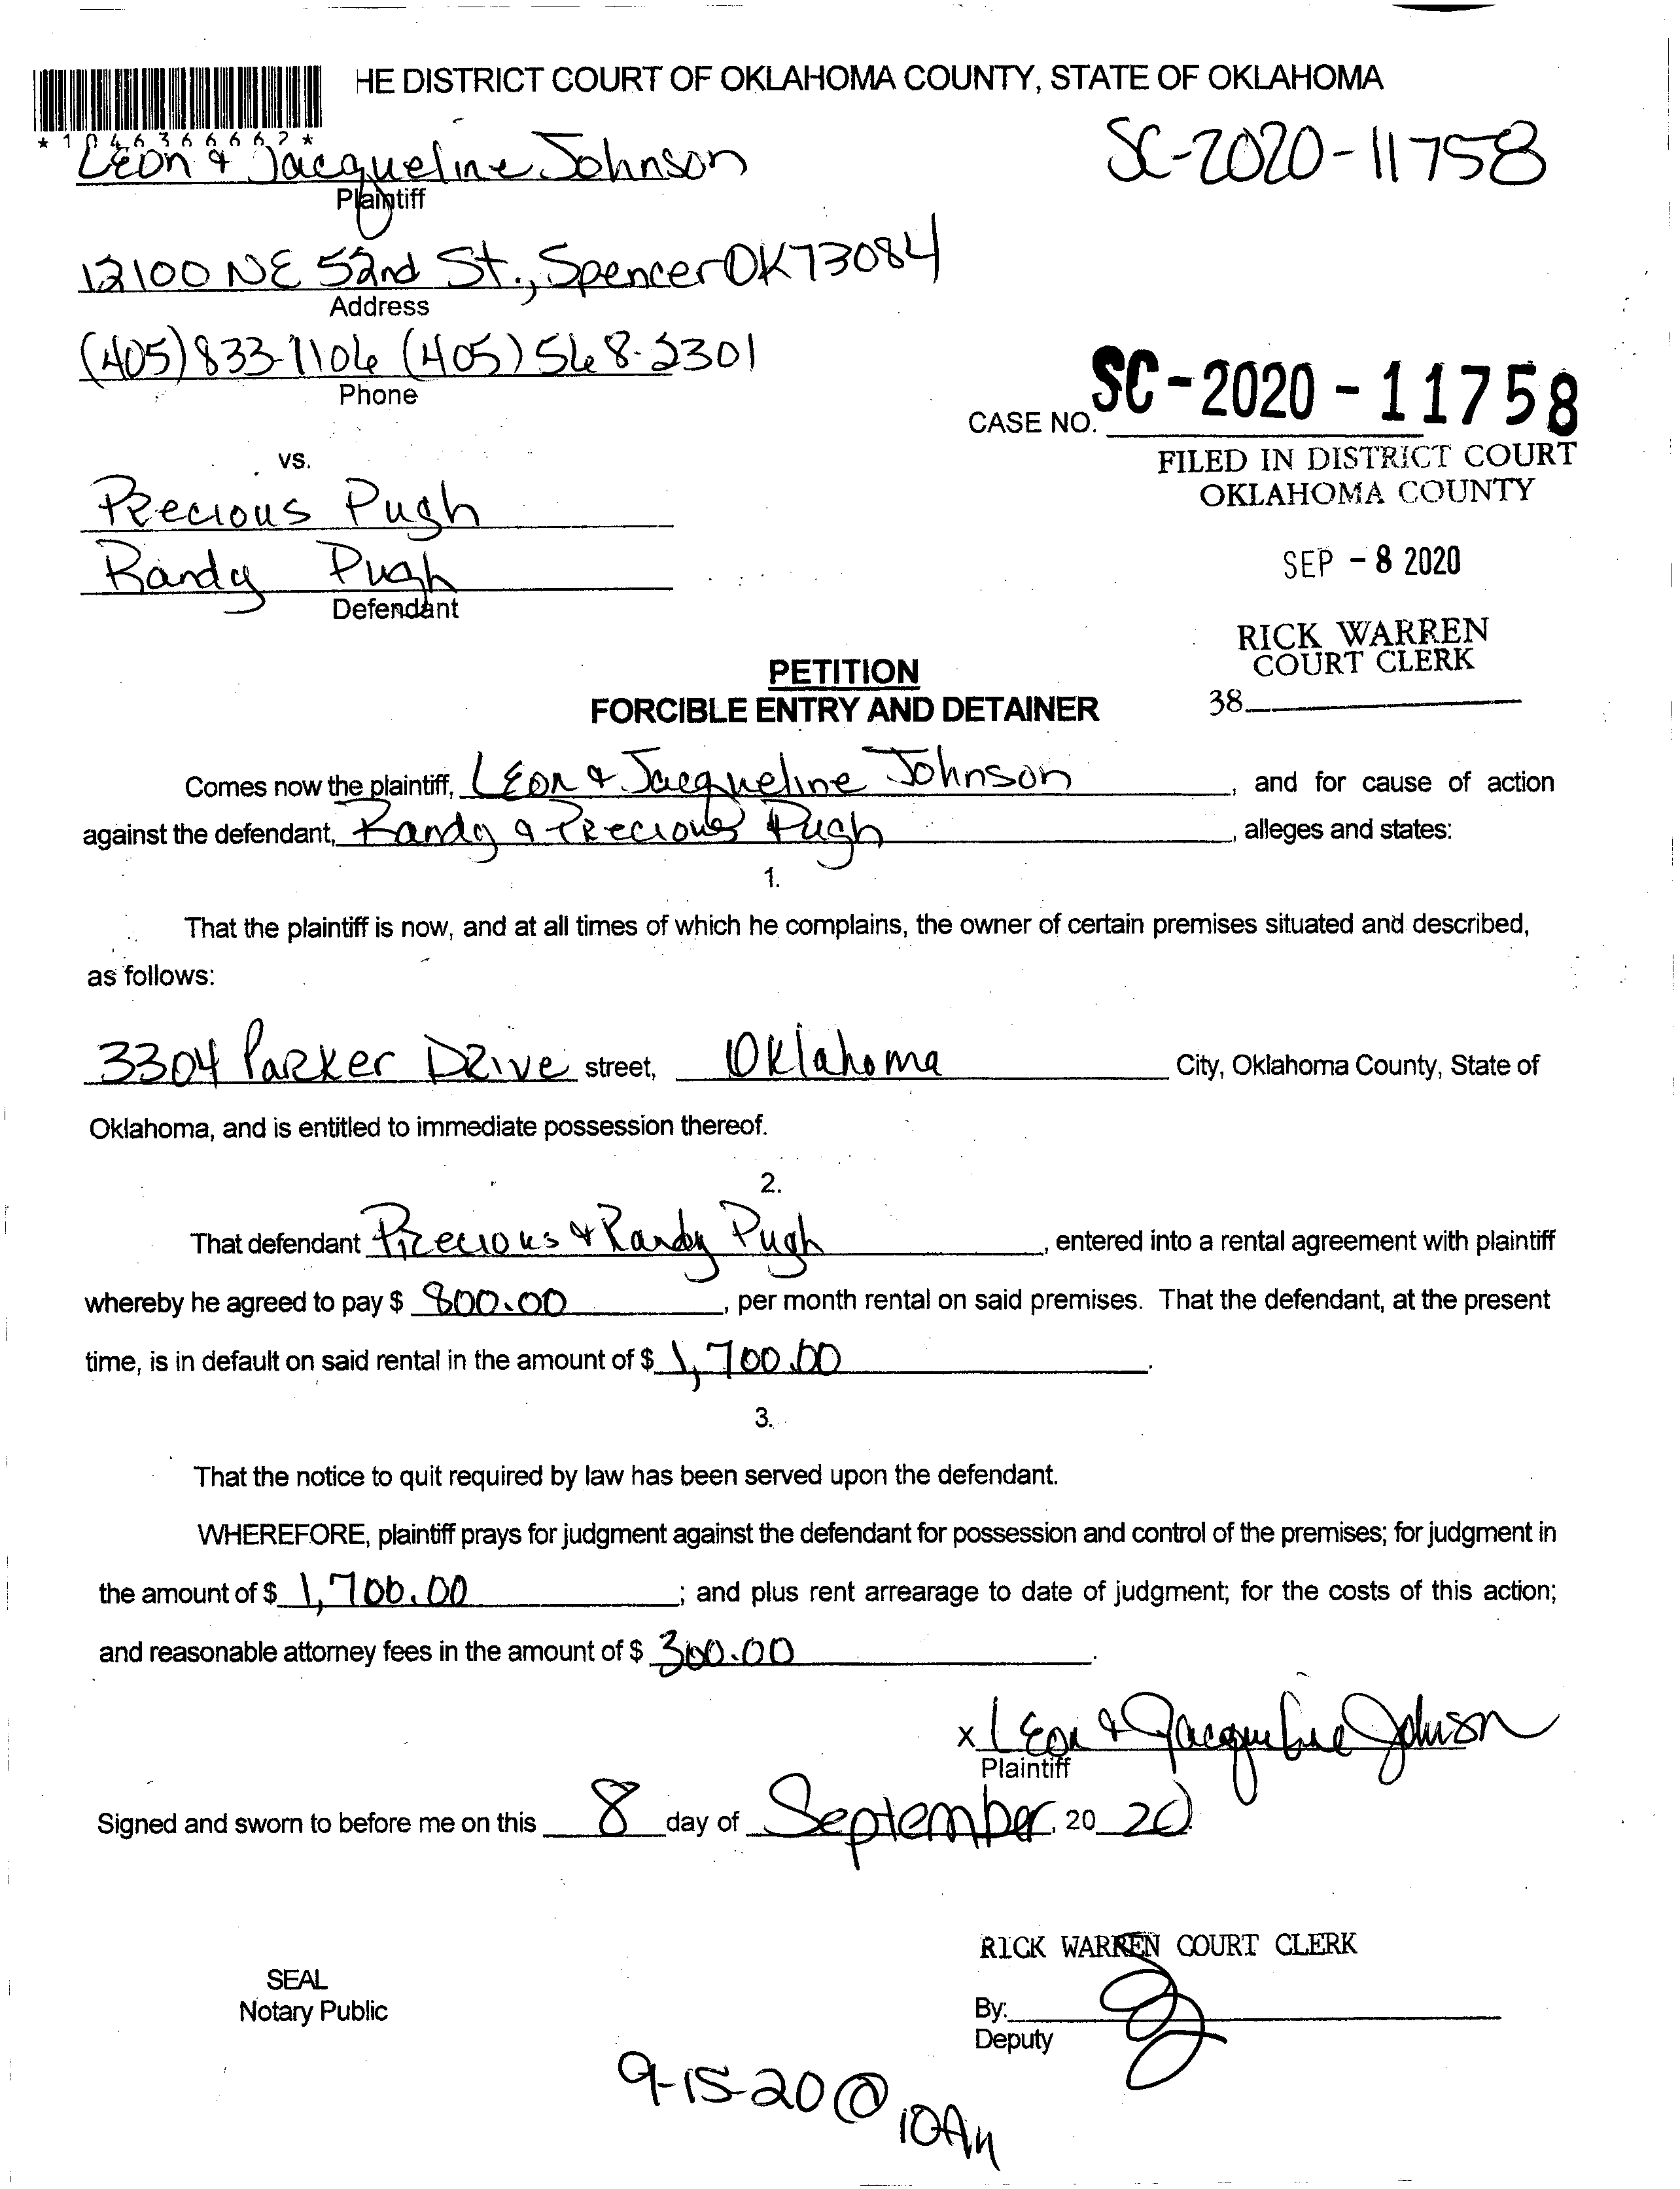 HE DISTRICT COURT OF OKLAHOMA COUNTY, STATE OF OKLAHOMA
*1046366662*
Leon & Jacqueline Johnson
SC-2020-11758
Plaintiff
12100 NE 52nd St., Spencer OK 73084
Address
(405) 833-1106 (405) 568-2301
Phone
CASE NO. SC-2020-11758
FILED IN DISTRICT COURT
OKLAHOMA COUNTY
vs.
Precious Pugh
Randy Pugh
Defendant
SEP -8 2020
RICK WARREN
COURT CLERK
38
PETITION
FORCIBLE ENTRY AND DETAINER
Comes now the plaintiff, Leon & Jacqueline Johnson, and for cause of action
against the defendant, Randy & Precious Pugh, alleges and states:
1.
That the plaintiff is now, and at all times of which he complains, the owner of certain premises situated and described,
as follows:
3304 Parker Drive street, Oklahoma City, Oklahoma County, State of
Oklahoma, and is entitled to immediate possession thereof.
2.
That defendant Precious & Randy Pugh, entered into a rental agreement with plaintiff
whereby he agreed to pay $ 800.00, per month rental on said premises. That the defendant, at the present
time, is in default on said rental in the amount of $ 1,700.00.
3.
That the notice to quit required by law has been served upon the defendant.
WHEREFORE, plaintiff prays for judgment against the defendant for possession and control of the premises; for judgment in
the amount of $ 1,700.00; and plus rent arrearage to date of judgment; for the costs of this action;
and reasonable attorney fees in the amount of $ 300.00.
x Leon & Jacqueline Johnson
Plaintiff
Signed and sworn to before me on this 8 day of September, 20 20.
RICK WARREN COURT CLERK
SEAL
Notary Public
By:
Deputy
9-15-20 @ 10AM